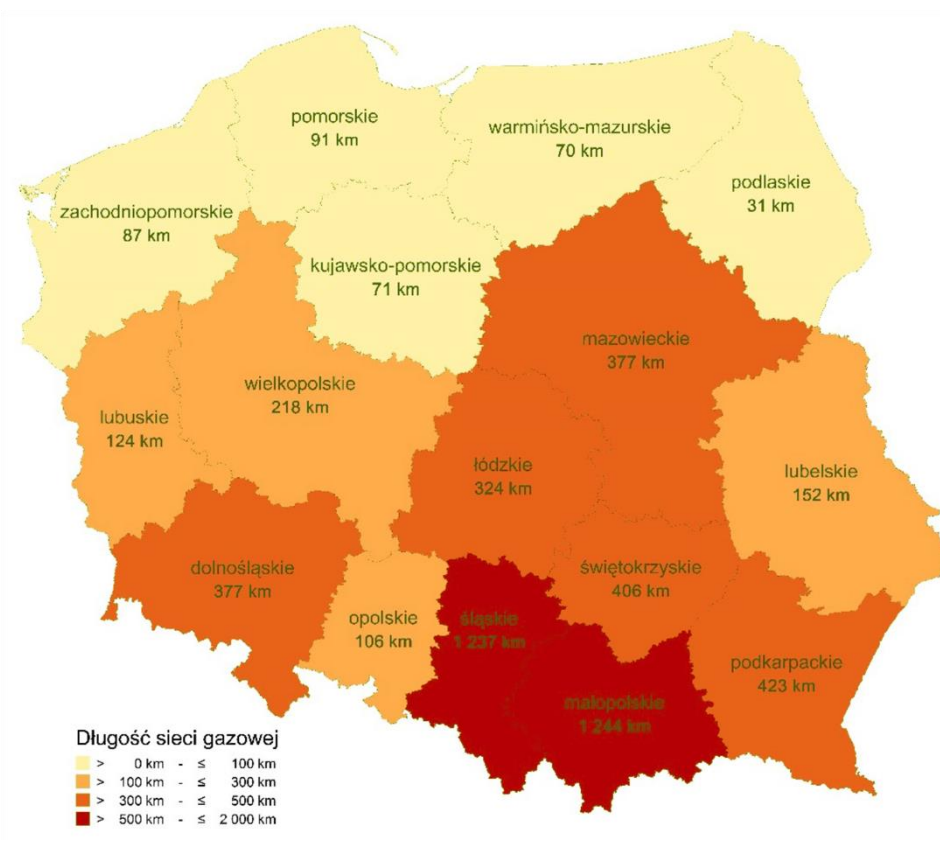 pomorskie
91 km
warmińsko-mazurskie
70 km
podlaskie
31 km
zachodniopomorskie
87 km
kujawsko-pomorskie
71 km
mazowieckie
377 km
wielkopolskie
218 km
lubuskie
124 km
łódzkie
324 km
lubelskie
152 km
dolnośląskie
377 km
świętokrzyskie
406 km
opolskie
106 km
śląskie
1 237 km
podkarpackie
423 km
małopolskie
1 244 km
Długość sieci gazowej
> 0 km - ≤ 100 km
> 100 km - ≤ 300 km
> 300 km - ≤ 500 km
> 500 km - ≤ 2 000 km